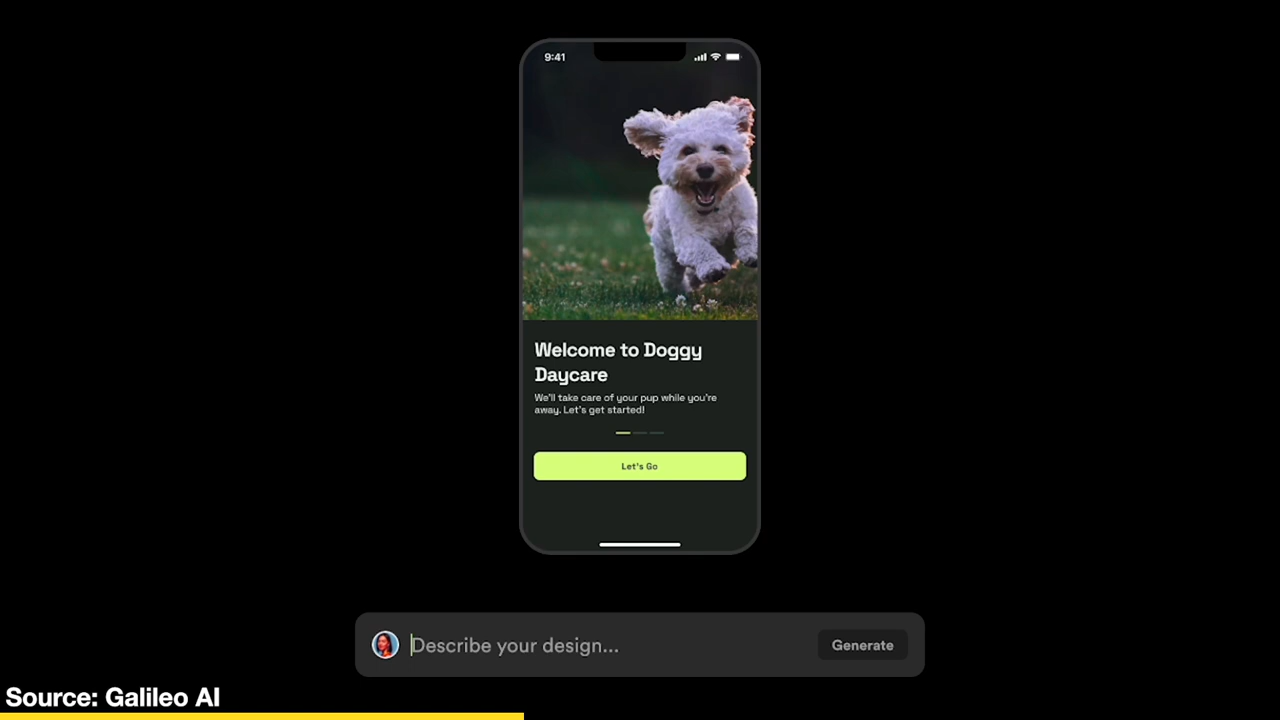 9:41
Welcome to Doggy
Daycare
We'll take care of your pup while you're
away. Let's get started!
Let's Go
Describe your design...
Generate
Source: Galileo AI